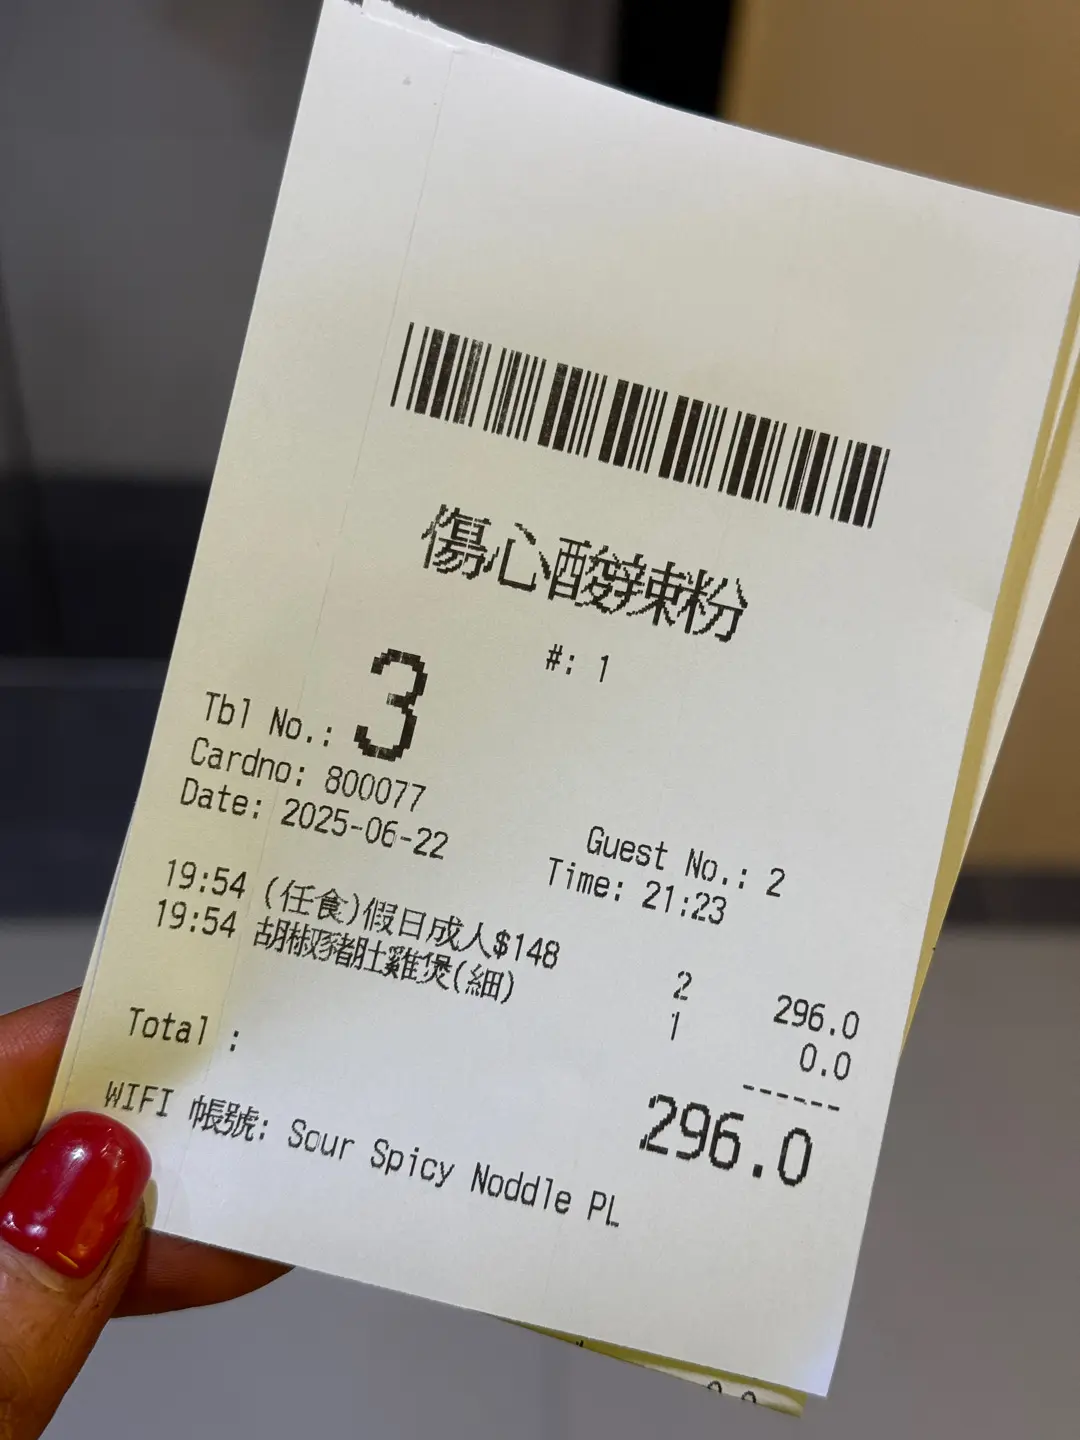 傷心酸辣粉
#: 1
Tbl No.: 3
Cardno: 800077
Guest No.: 2
Date: 2025-06-22
Time: 21:23
19:54 (任食)假日成人$148 2 296.0
19:54 胡椒豬肚雞煲(細) 1 0.0
------
Total : 296.0
WIFI 帳號: Sour Spicy Noddle PL